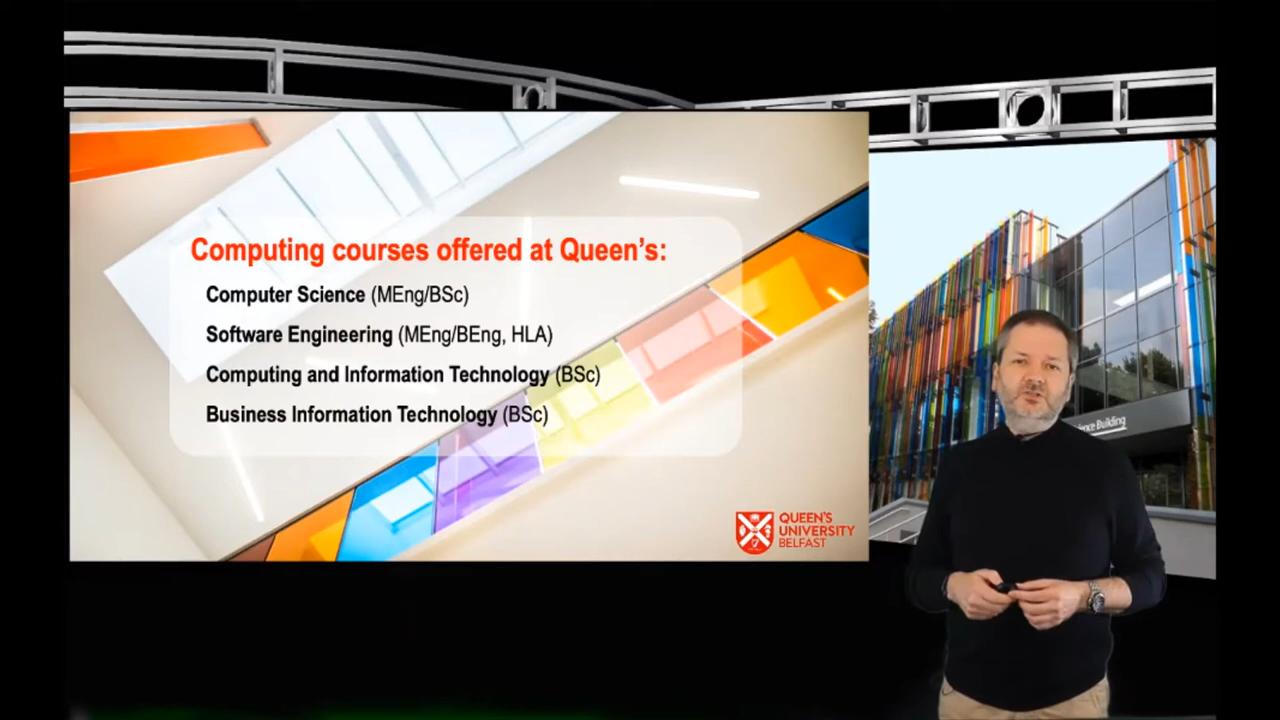 Computing courses offered at Queen's:
Computer Science (MEng/BSc)
Software Engineering (MEng/BEng, HLA)
Computing and Information Technology (BSc)
Business Information Technology (BSc)
QUEEN'S
UNIVERSITY
BELFAST
Building